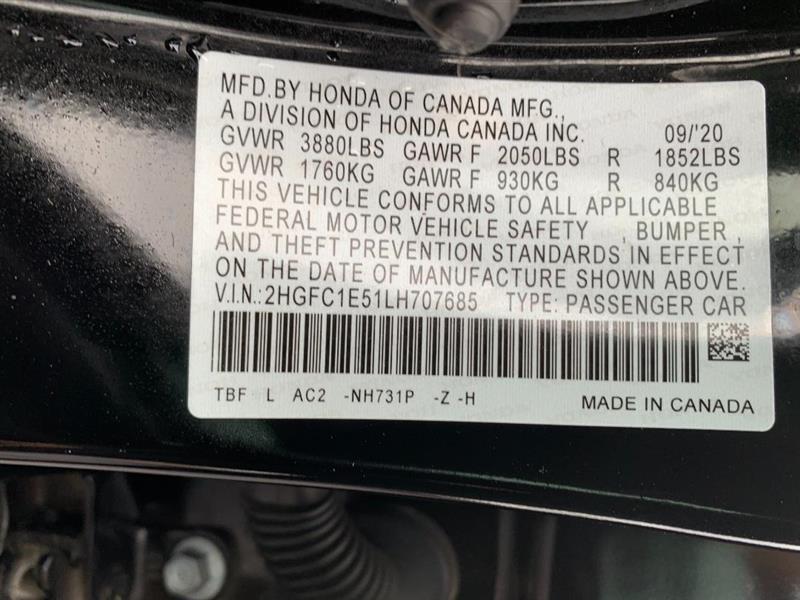 MFD.BY HONDA OF CANADA MFG.,
A DIVISION OF HONDA CANADA INC. 09/'20
GVWR 3880LBS GAWR F 2050LBS R 1852LBS
GVWR 1760KG GAWR F 930KG R 840KG
THIS VEHICLE CONFORMS TO ALL APPLICABLE
FEDERAL MOTOR VEHICLE SAFETY , BUMPER ,
AND THEFT PREVENTION STANDARDS IN EFFECT
ON THE DATE OF MANUFACTURE SHOWN ABOVE.
V.I.N.:2HGFC1E51LH707685 TYPE: PASSENGER CAR
TBF L AC2 -NH731P -Z -H MADE IN CANADA